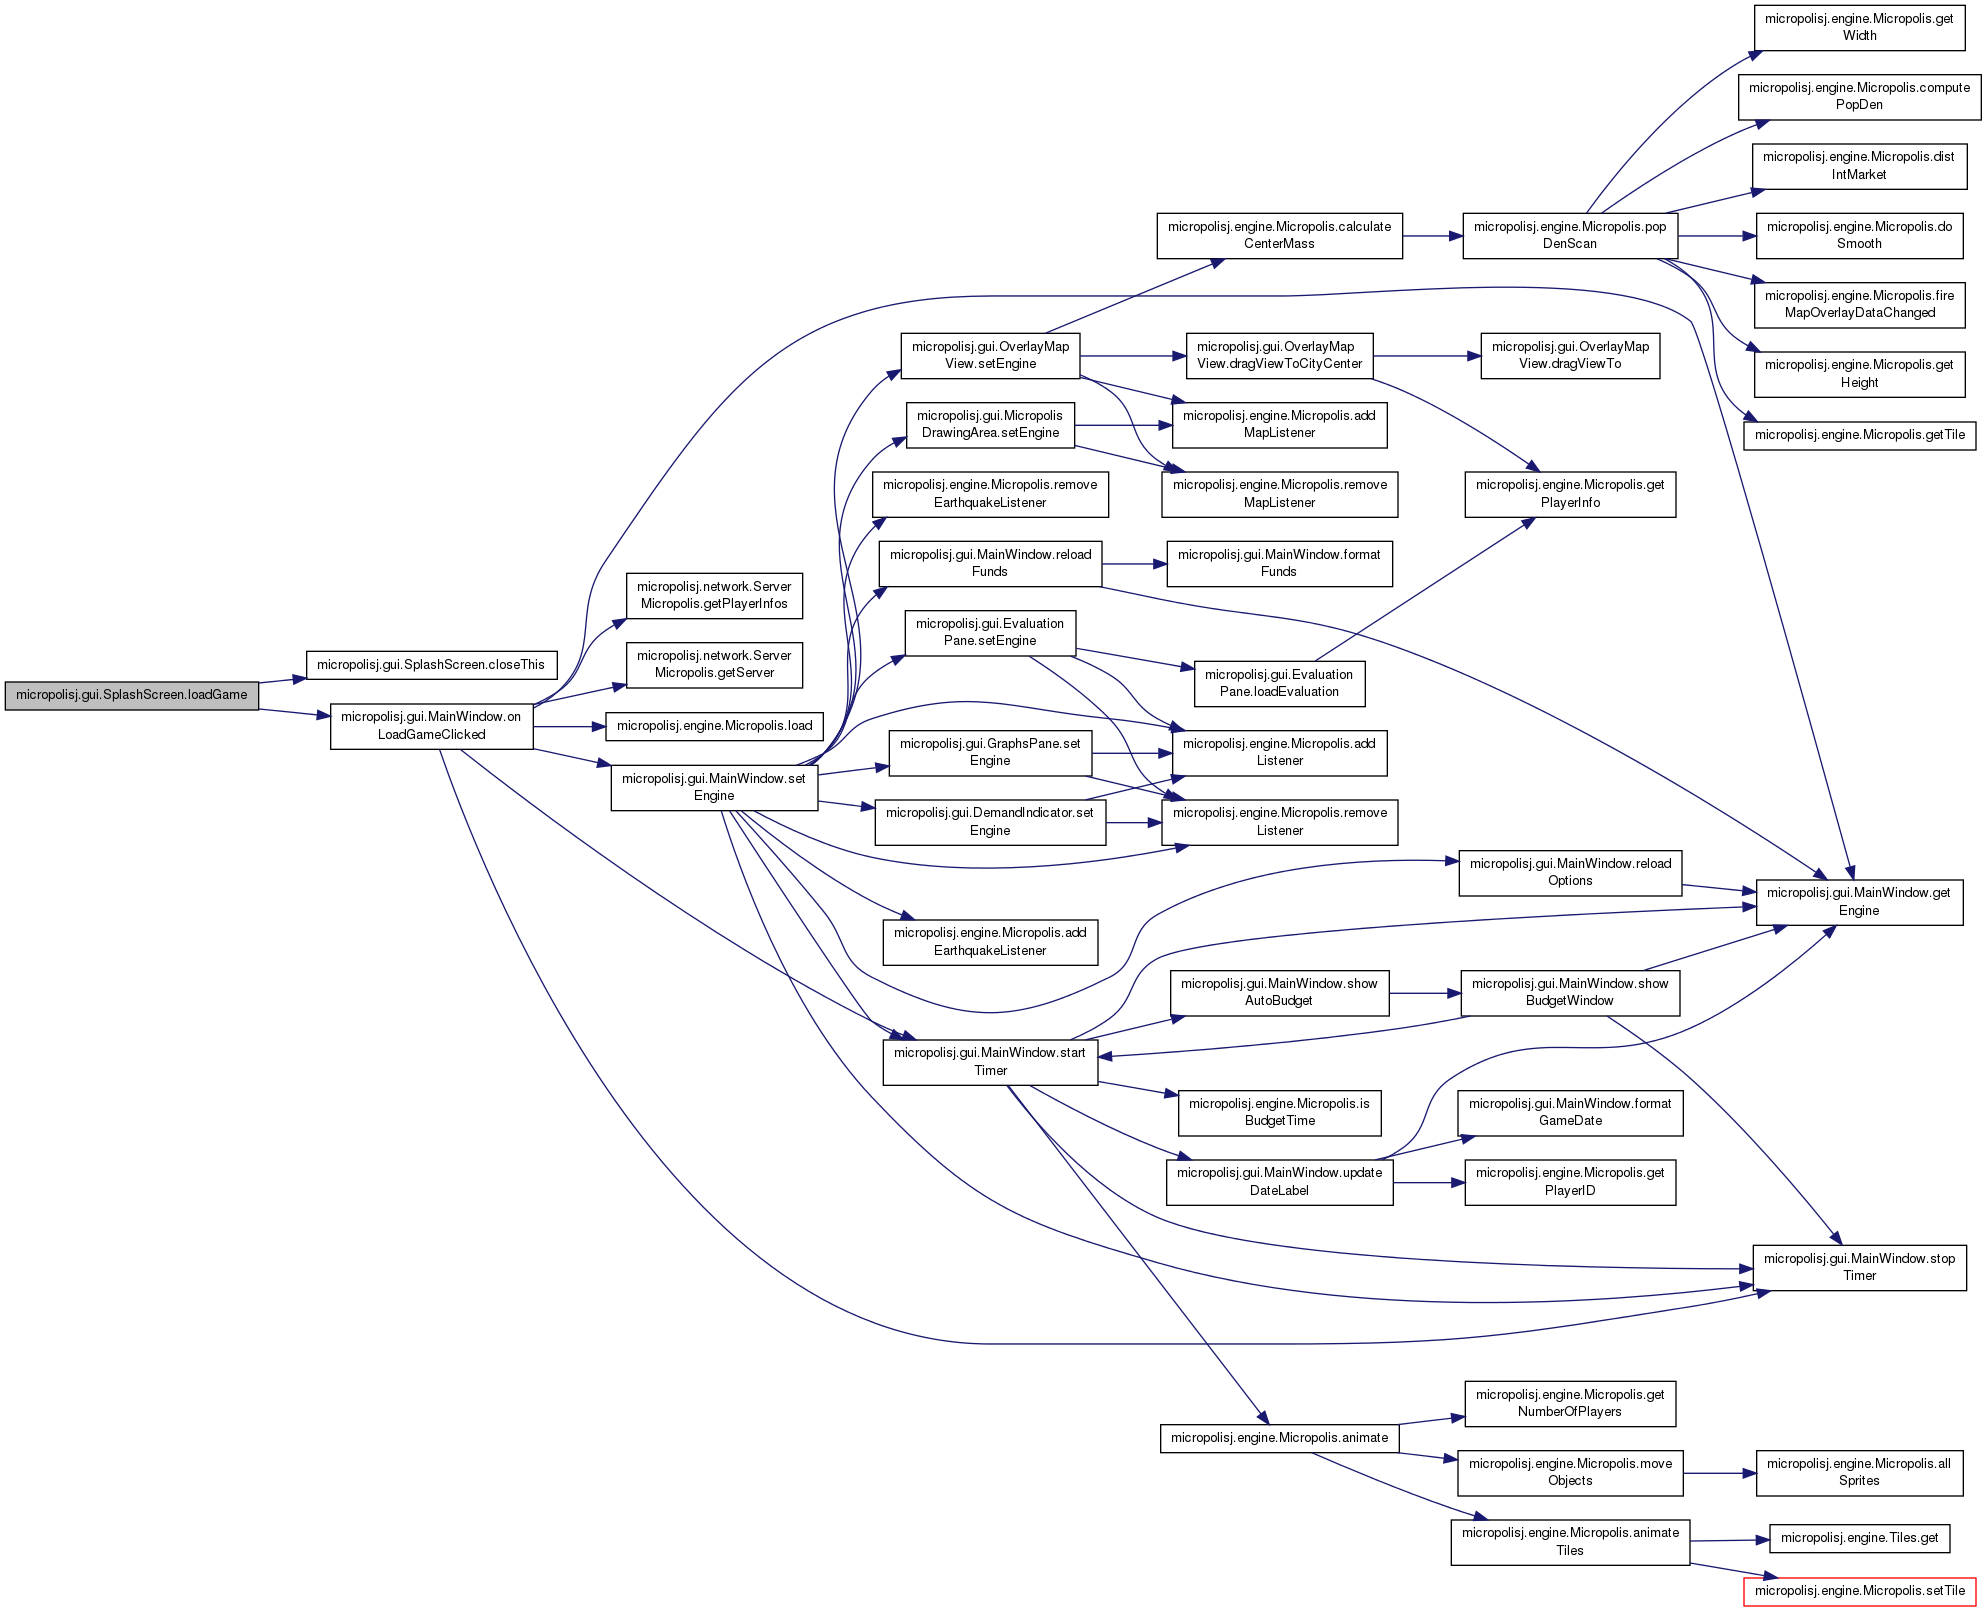 micropolisj.gui.SplashScreen.loadGame
micropolisj.gui.SplashScreen.closeThis
micropolisj.gui.MainWindow.on
LoadGameClicked
micropolisj.network.Server
Micropolis.getPlayerInfos
micropolisj.network.Server
Micropolis.getServer
micropolisj.engine.Micropolis.load
micropolisj.gui.MainWindow.set
Engine
micropolisj.gui.OverlayMap
View.setEngine
micropolisj.gui.Micropolis
DrawingArea.setEngine
micropolisj.engine.Micropolis.remove
EarthquakeListener
micropolisj.gui.MainWindow.reload
Funds
micropolisj.gui.Evaluation
Pane.setEngine
micropolisj.gui.GraphsPane.set
Engine
micropolisj.gui.DemandIndicator.set
Engine
micropolisj.engine.Micropolis.add
EarthquakeListener
micropolisj.gui.MainWindow.start
Timer
micropolisj.engine.Micropolis.calculate
CenterMass
micropolisj.gui.OverlayMap
View.dragViewToCityCenter
micropolisj.engine.Micropolis.add
MapListener
micropolisj.engine.Micropolis.remove
MapListener
micropolisj.gui.MainWindow.format
Funds
micropolisj.gui.Evaluation
Pane.loadEvaluation
micropolisj.engine.Micropolis.add
Listener
micropolisj.engine.Micropolis.remove
Listener
micropolisj.gui.MainWindow.show
AutoBudget
micropolisj.engine.Micropolis.is
BudgetTime
micropolisj.gui.MainWindow.update
DateLabel
micropolisj.engine.Micropolis.animate
micropolisj.engine.Micropolis.pop
DenScan
micropolisj.gui.OverlayMap
View.dragViewTo
micropolisj.engine.Micropolis.get
PlayerInfo
micropolisj.gui.MainWindow.reload
Options
micropolisj.gui.MainWindow.show
BudgetWindow
micropolisj.gui.MainWindow.format
GameDate
micropolisj.engine.Micropolis.get
PlayerID
micropolisj.engine.Micropolis.get
NumberOfPlayers
micropolisj.engine.Micropolis.move
Objects
micropolisj.engine.Micropolis.animate
Tiles
micropolisj.engine.Micropolis.get
Width
micropolisj.engine.Micropolis.compute
PopDen
micropolisj.engine.Micropolis.dist
IntMarket
micropolisj.engine.Micropolis.do
Smooth
micropolisj.engine.Micropolis.fire
MapOverlayDataChanged
micropolisj.engine.Micropolis.get
Height
micropolisj.engine.Micropolis.getTile
micropolisj.gui.MainWindow.get
Engine
micropolisj.gui.MainWindow.stop
Timer
micropolisj.engine.Micropolis.all
Sprites
micropolisj.engine.Tiles.get
micropolisj.engine.Micropolis.setTile